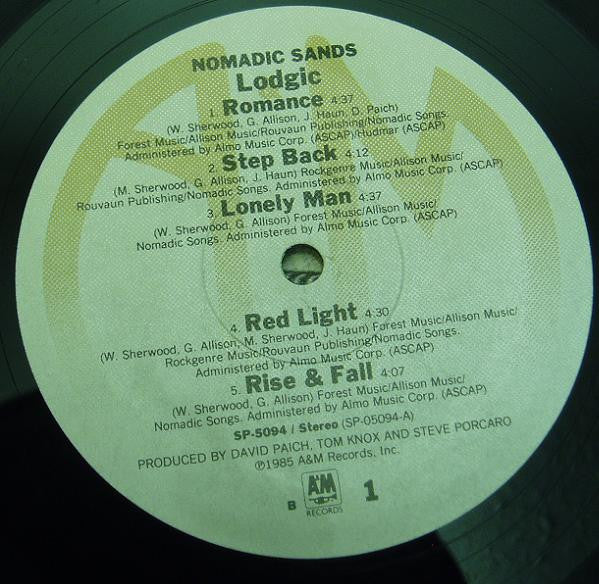 NOMADIC SANDS
Lodgic
1. Romance 4:37
(W. Sherwood, G. Allison, J. Haun, D. Paich)
Forest Music/Allison Music/Rouvaun Publishing/Nomadic Songs.
Administered by Almo Music Corp. (ASCAP)/Hudmar (ASCAP)
2. Step Back 4:12
(M. Sherwood, G. Allison, J. Haun) Rockgenre Music/Allison Music/
Rouvaun Publishing/Nomadic Songs. Administered by Almo Music Corp. (ASCAP)
3. Lonely Man 4:37
(W. Sherwood, G. Allison) Forest Music/Allison Music/
Nomadic Songs. Administered by Almo Music Corp. (ASCAP)
4. Red Light 4:30
(W. Sherwood, G. Allison, M. Sherwood, J. Haun) Forest Music/Allison Music/
Rockgenre Music/Rouvaun Publishing/Nomadic Songs.
Administered by Almo Music Corp. (ASCAP)
5. Rise & Fall 4:07
(W. Sherwood, G. Allison) Forest Music/Allison Music/
Nomadic Songs. Administered by Almo Music Corp. (ASCAP)
SP-5094 / Stereo (SP-05094-A)
PRODUCED BY DAVID PAICH, TOM KNOX AND STEVE PORCARO
℗1985 A&M Records, Inc.
B A&M RECORDS 1